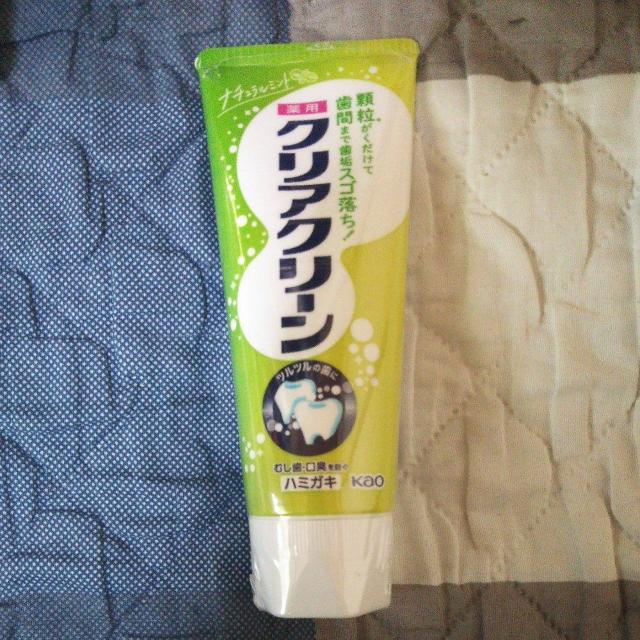 ナチュラルミント
薬用
クリアクリーン
顆粒がくだけて
歯間まで歯垢スゴ落ち!
ツルツルの歯に
むし歯・口臭を防ぐ
ハミガキ Kao